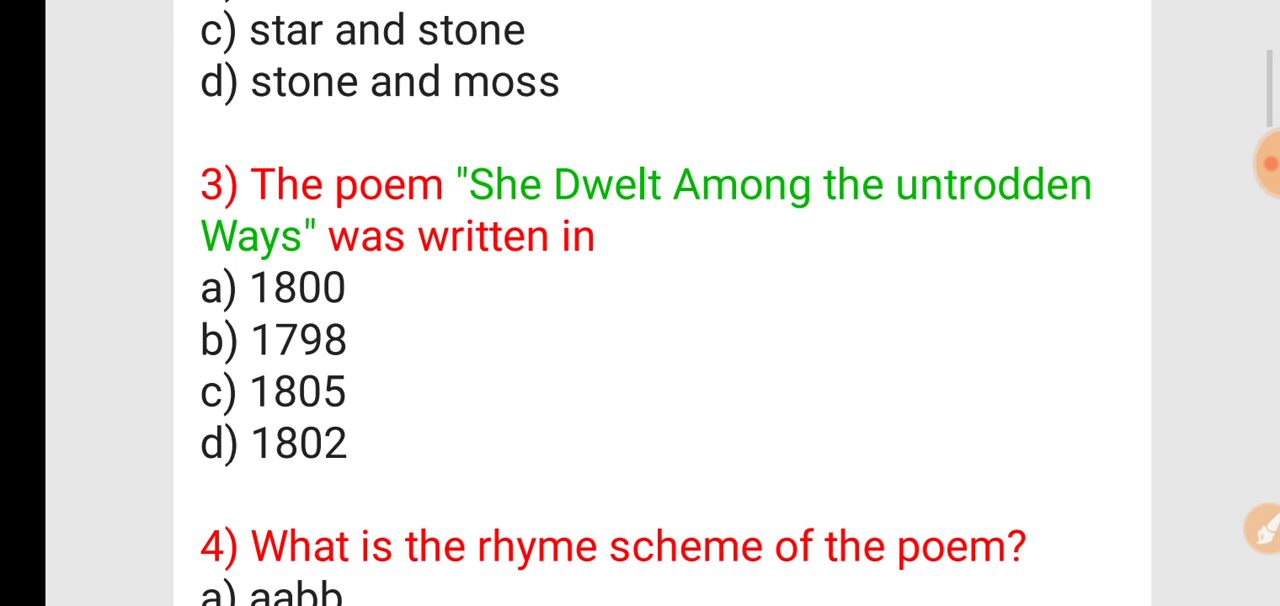 c) star and stone
d) stone and moss
3) The poem "She Dwelt Among the untrodden
Ways" was written in
a) 1800
b) 1798
c) 1805
d) 1802
4) What is the rhyme scheme of the poem?
a) aabb